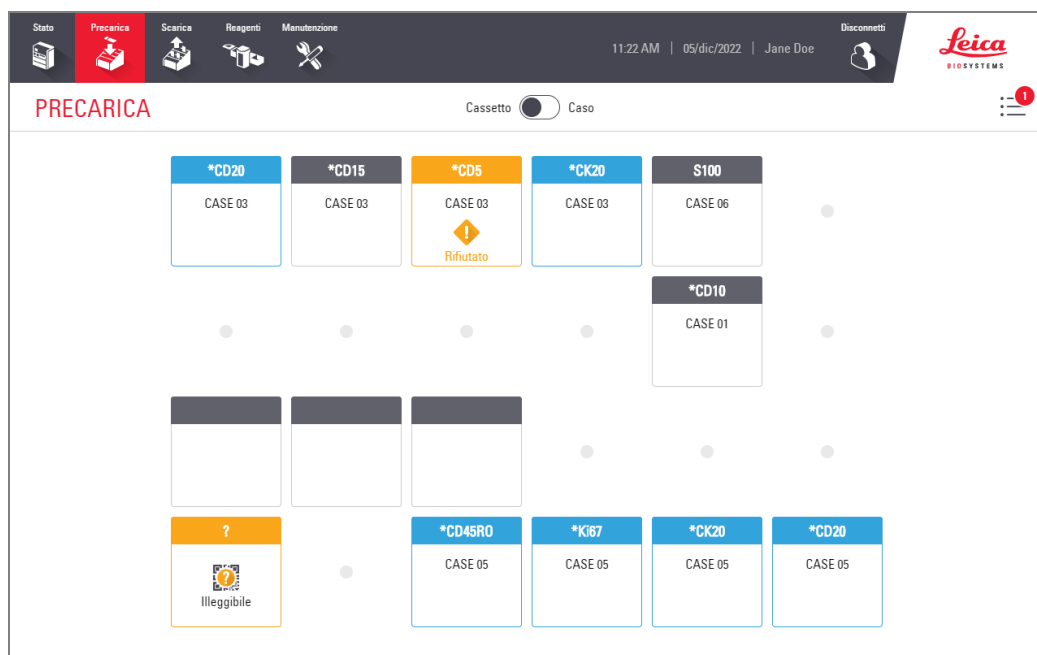 Stato Precarica Scarica Reagenti Manutenzione Disconnetti
11:22 AM | 05/dic/2022 | Jane Doe
Leica
BIOSYSTEMS
PRECARICA Cassetto Caso 1
*CD20 *CD15 *CD5 *CK20 S100
CASE 03 CASE 03 CASE 03 CASE 03 CASE 06
!
Rifiutato
*CD10
CASE 01
? *CD45RO *Ki67 *CK20 *CD20
CASE 05 CASE 05 CASE 05 CASE 05
?
Illeggibile